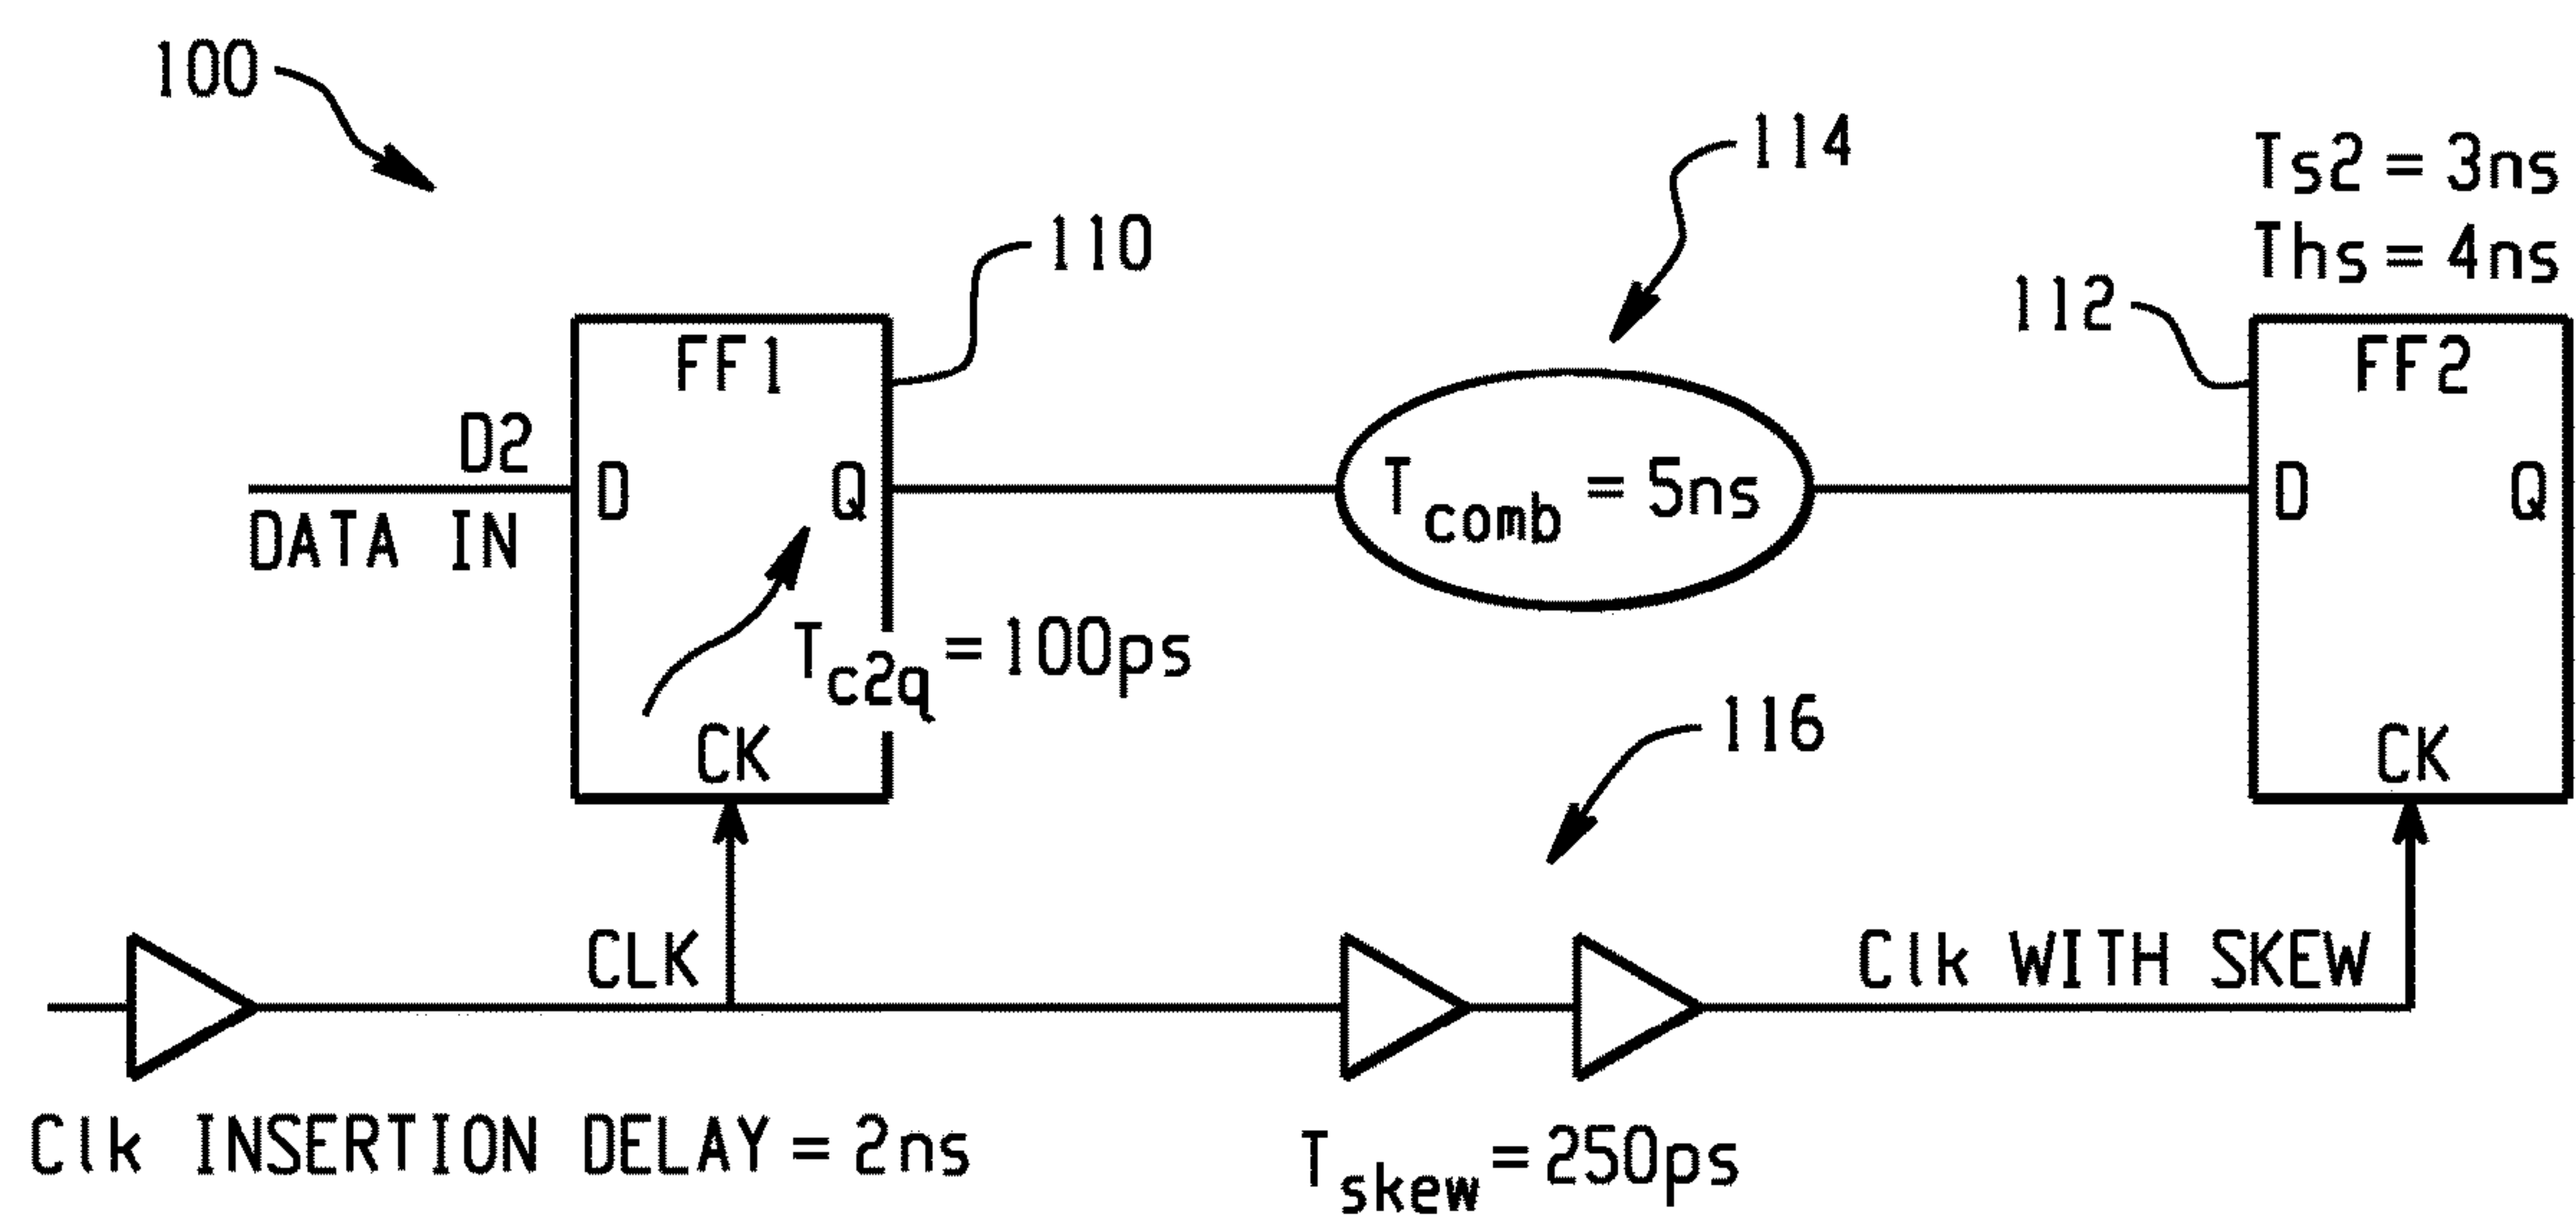 100
114
Ts2 = 3ns
Ths = 4ns
110
112
FF1
FF2
D2
D
Q
T comb = 5ns
D
Q
DATA IN
Tc2q = 100ps
116
CK
CK
CLK
Clk WITH SKEW
Clk INSERTION DELAY = 2ns
Tskew = 250ps